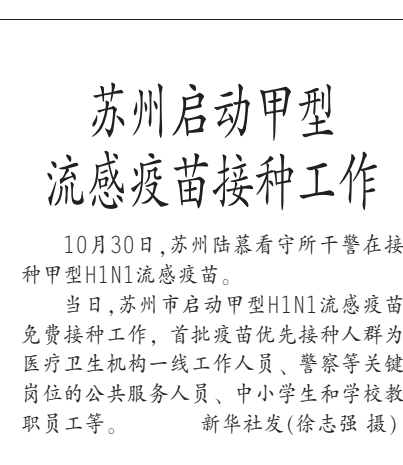 苏州启动甲型
流感疫苗接种工作
10月30日,苏州陆慕看守所干警在接
种甲型H1N1流感疫苗。
当日,苏州市启动甲型H1N1流感疫苗
免费接种工作，首批疫苗优先接种人群为
医疗卫生机构一线工作人员、警察等关键
岗位的公共服务人员、中小学生和学校教
职员工等。 新华社发(徐志强 摄)